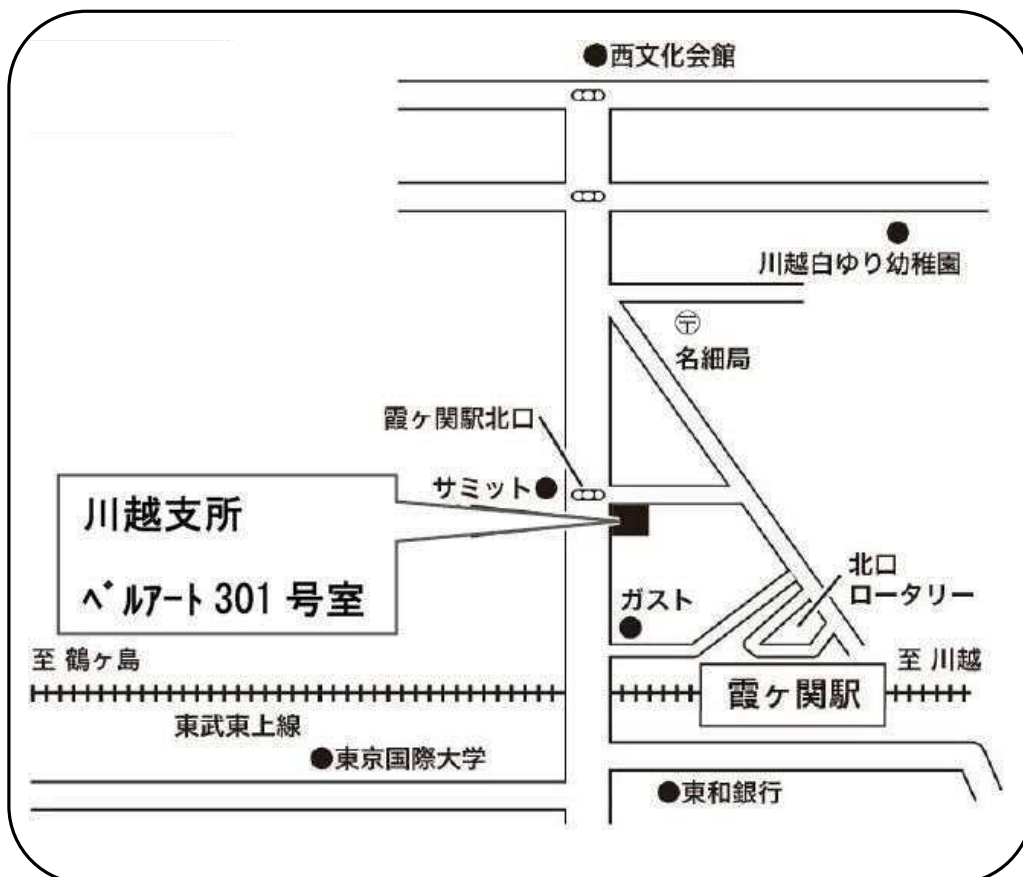 西文化会館
川越白ゆり幼稚園
〒
名細局
霞ヶ関駅北口
サミット
川越支所
ベルアート 301 号室
ガスト
北口
ロータリー
至 鶴ヶ島
至 川越
霞ヶ関駅
東武東上線
東京国際大学
東和銀行